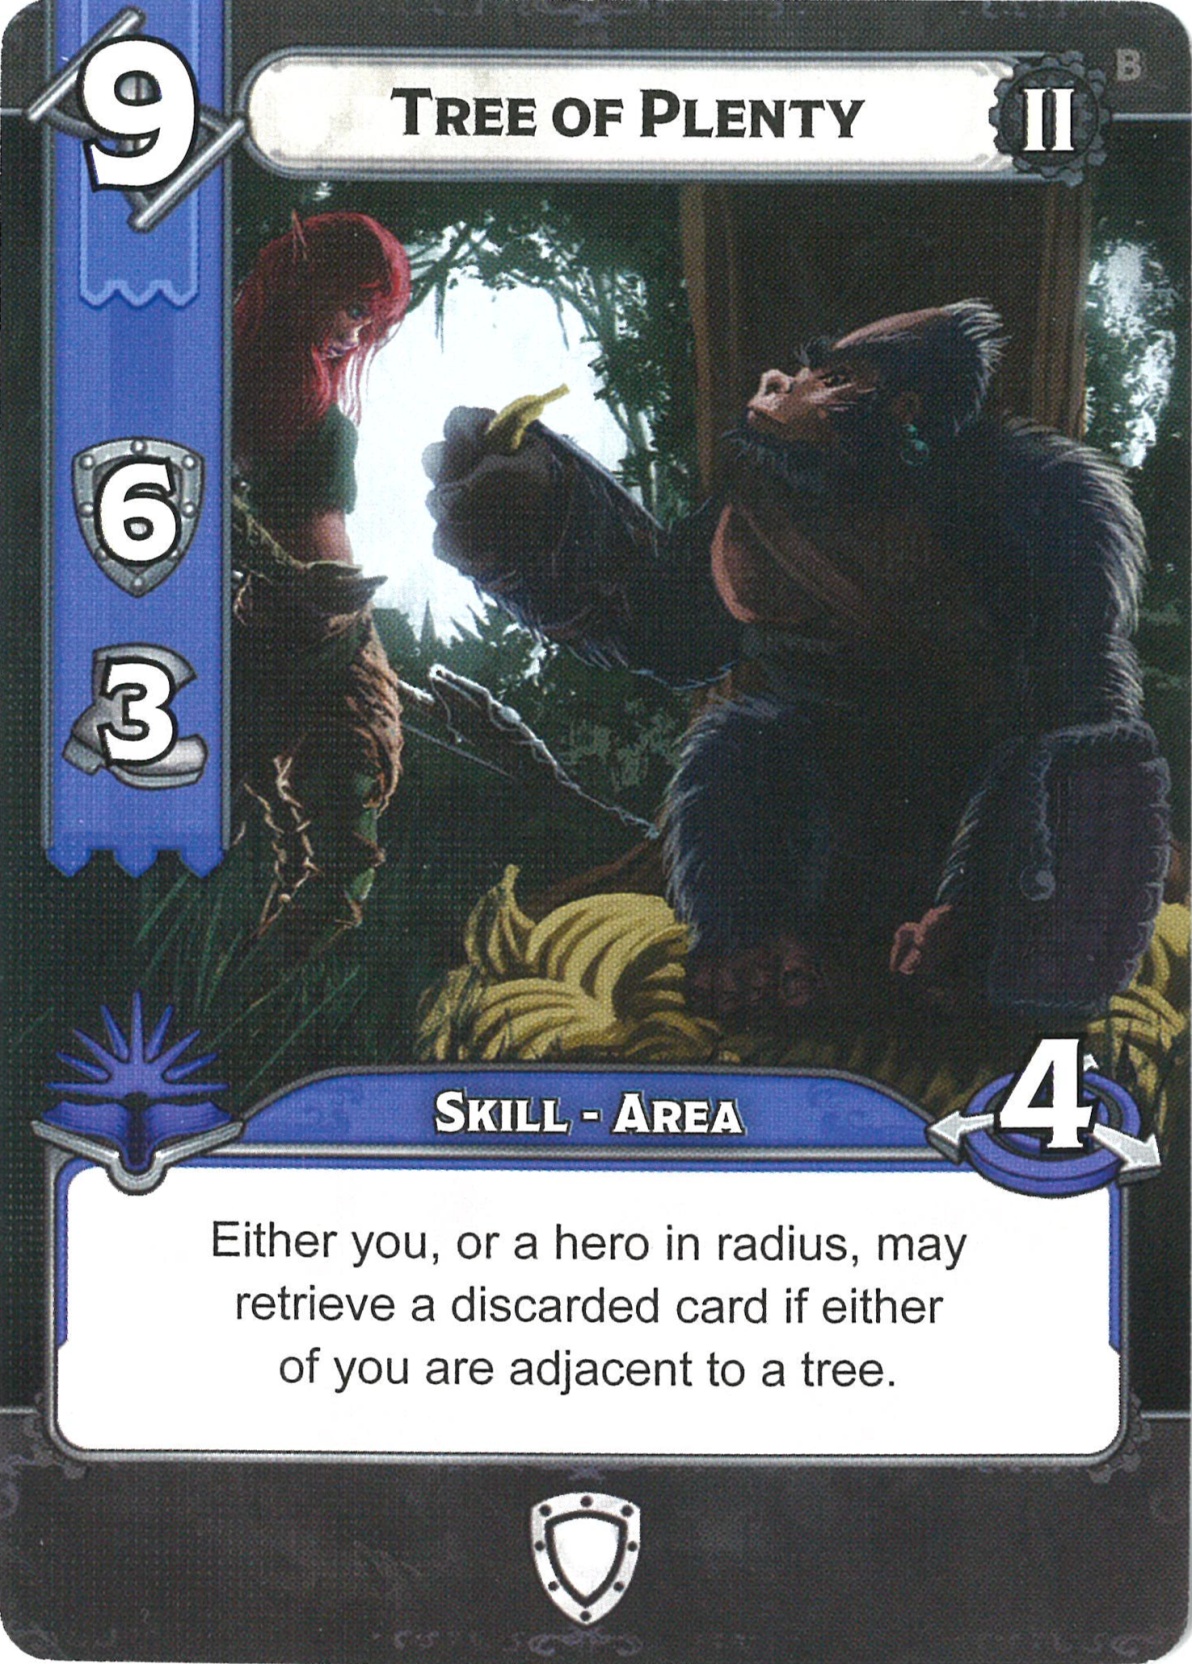 9
TREE OF PLENTY
II
B
6
3
SKILL - AREA
4
Either you, or a hero in radius, may
retrieve a discarded card if either
of you are adjacent to a tree.